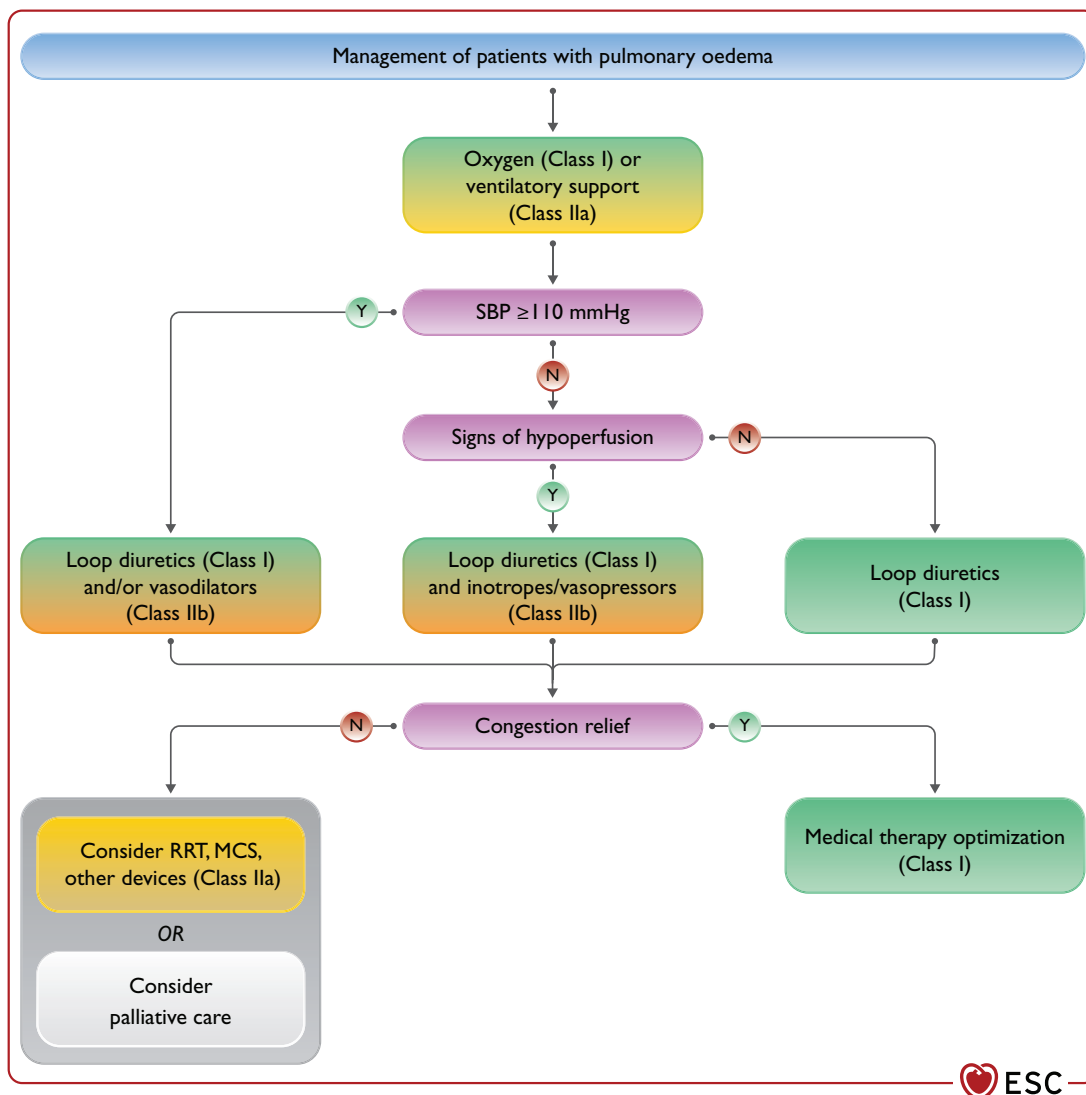 Management of patients with pulmonary oedema
Oxygen (Class I) or
ventilatory support
(Class IIa)
SBP ≥110 mmHg
Y
N
Signs of hypoperfusion
N
Y
Loop diuretics (Class I)
and/or vasodilators
(Class IIb)
Loop diuretics (Class I)
and inotropes/vasopressors
(Class IIb)
Loop diuretics
(Class I)
Congestion relief
N
Y
Consider RRT, MCS,
other devices (Class IIa)
OR
Consider
palliative care
Medical therapy optimization
(Class I)
ESC